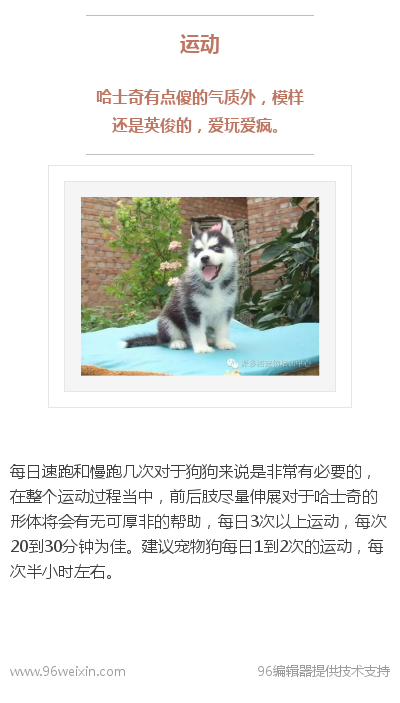 运动
哈士奇有点傻的气质外，模样
还是英俊的，爱玩爱疯。
每日速跑和慢跑几次对于狗狗来说是非常有必要的，
在整个运动过程当中，前后肢尽量伸展对于哈士奇的
形体将会有无可厚非的帮助，每日3次以上运动，每次
20到30分钟为佳。建议宠物狗每日1到2次的运动，每
次半小时左右。
www.96weixin.com
96编辑器提供技术支持